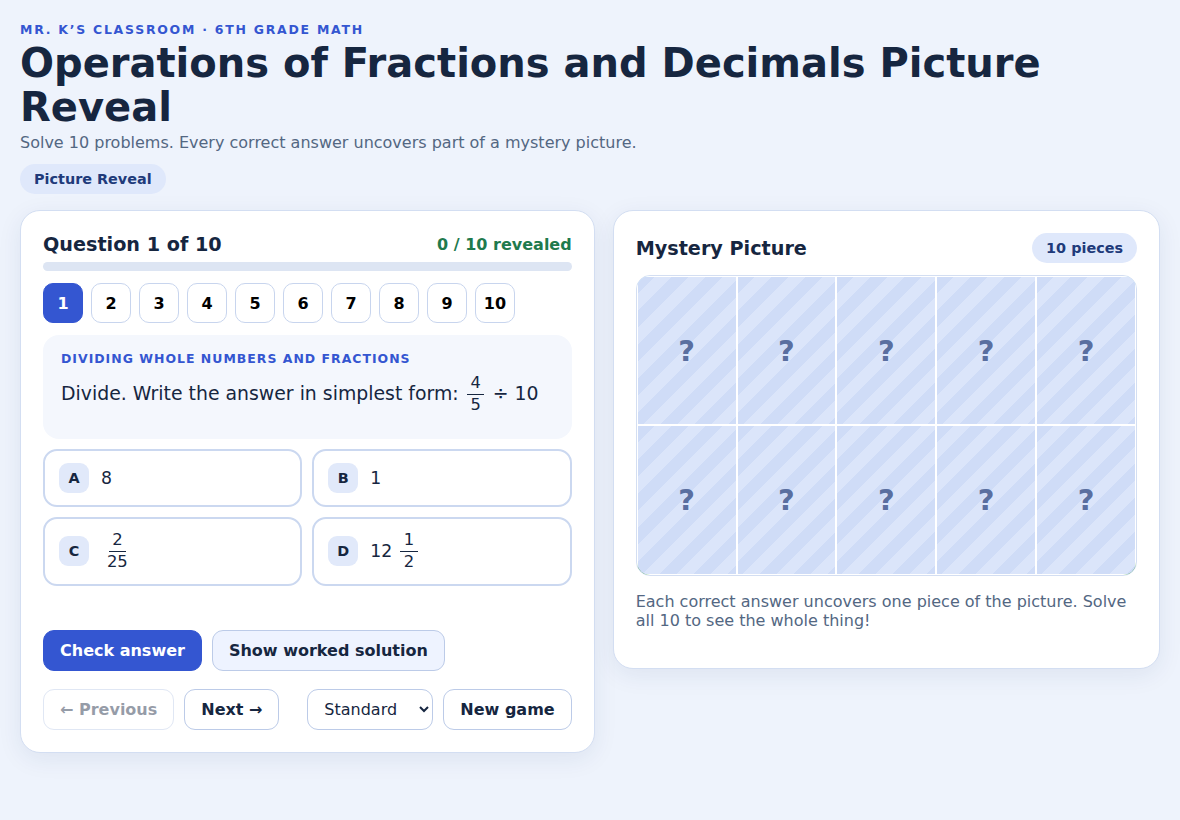 MR. K’S CLASSROOM · 6TH GRADE MATH
Operations of Fractions and Decimals Picture
Reveal
Solve 10 problems. Every correct answer uncovers part of a mystery picture.
Picture Reveal
Question 1 of 10
0 / 10 revealed
1 2 3 4 5 6 7 8 9 10
DIVIDING WHOLE NUMBERS AND FRACTIONS
Divide. Write the answer in simplest form: 4/5 ÷ 10
A 8
B 1
C 2/25
D 12 1/2
Check answer
Show worked solution
← Previous
Next →
Standard
New game
Mystery Picture
10 pieces
? ? ? ? ?
? ? ? ? ?
Each correct answer uncovers one piece of the picture. Solve
all 10 to see the whole thing!